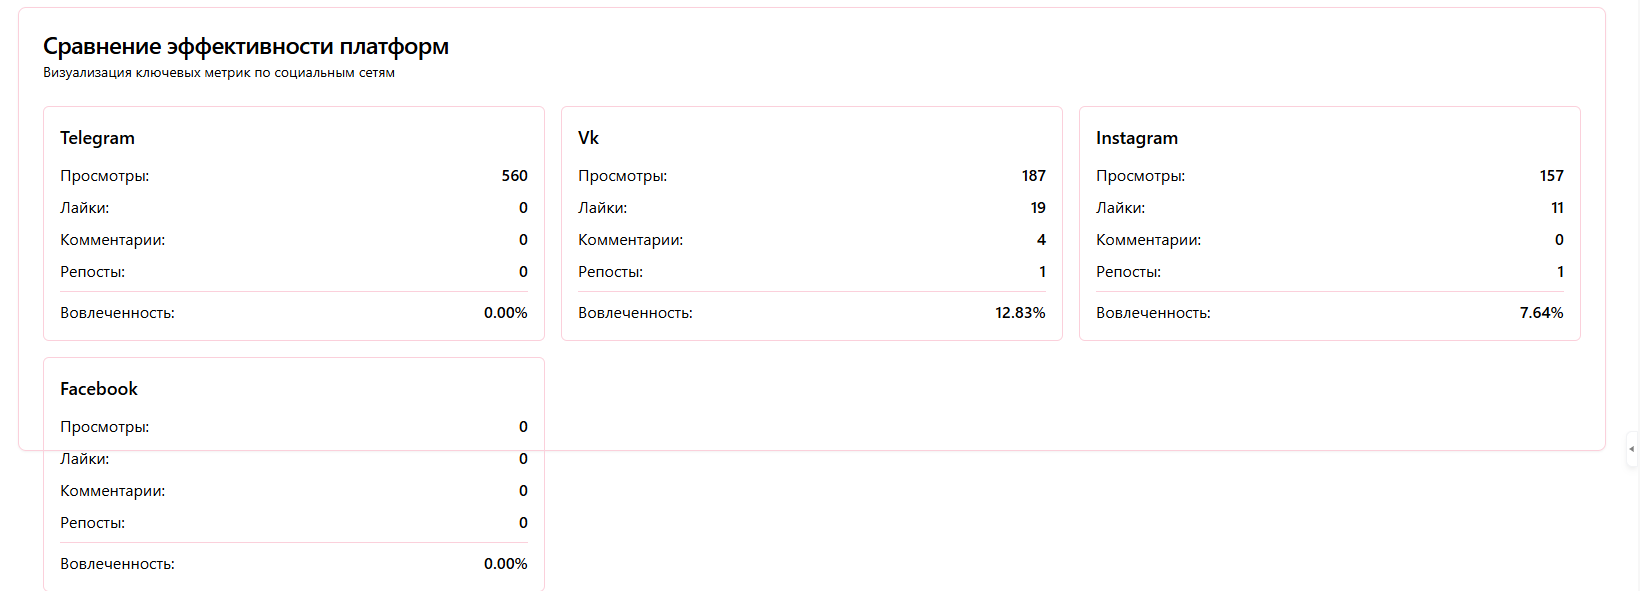 Сравнение эффективности платформ
Визуализация ключевых метрик по социальным сетям
Telegram
Просмотры: 560
Лайки: 0
Комментарии: 0
Репосты: 0
Вовлеченность: 0.00%
Vk
Просмотры: 187
Лайки: 19
Комментарии: 4
Репосты: 1
Вовлеченность: 12.83%
Instagram
Просмотры: 157
Лайки: 11
Комментарии: 0
Репосты: 1
Вовлеченность: 7.64%
Facebook
Просмотры: 0
Лайки: 0
Комментарии: 0
Репосты: 0
Вовлеченность: 0.00%